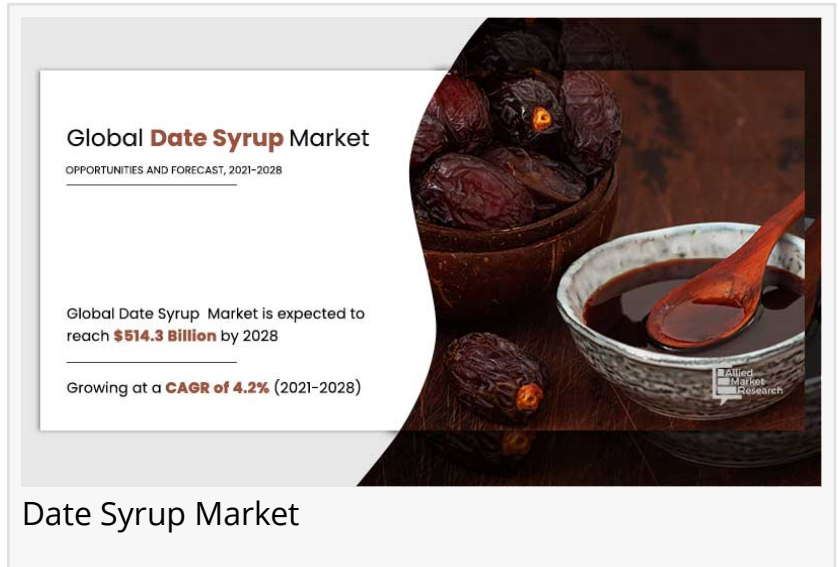 Global Date Syrup Market
OPPORTUNITIES AND FORECAST, 2021-2028
Global Date Syrup Market is expected to
reach $514.3 Billion by 2028
Growing at a CAGR of 4.2% (2021-2028)
Allied
Market
Research
Date Syrup Market